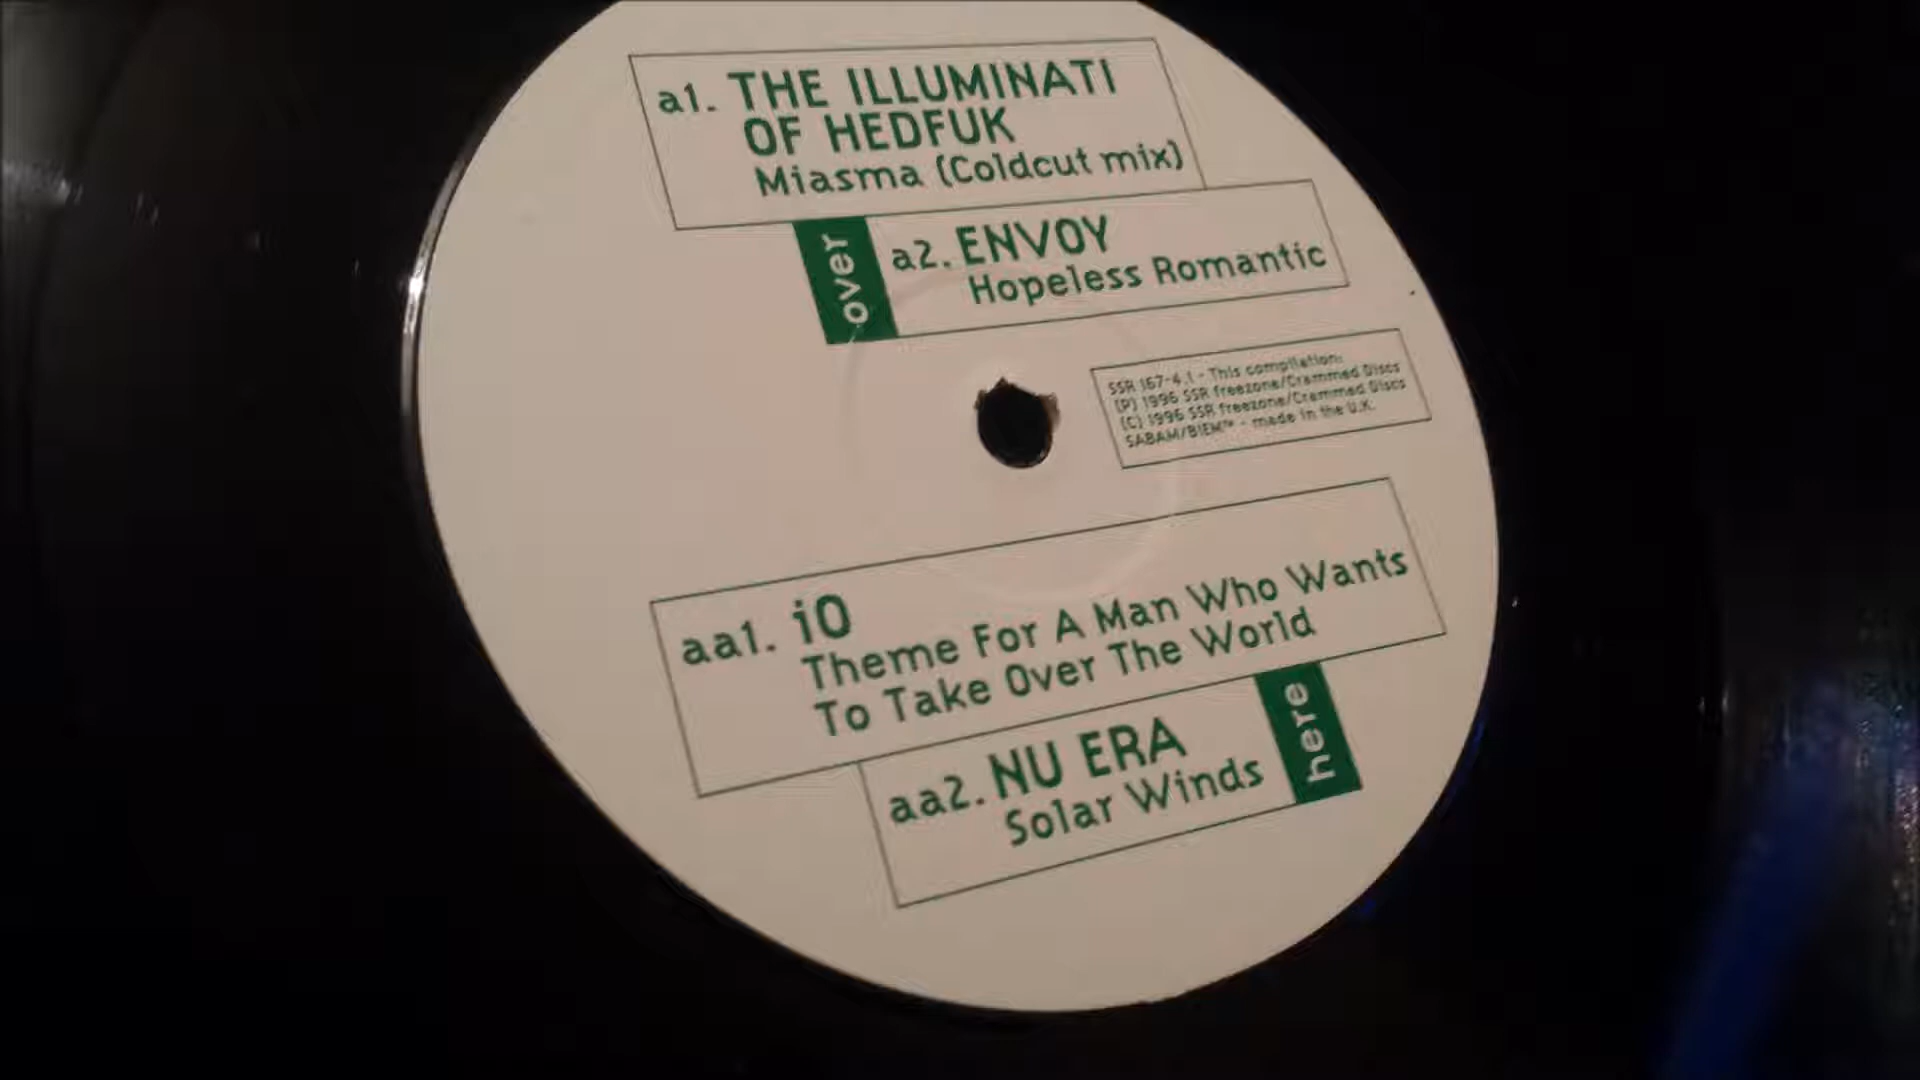 a1. THE ILLUMINATI
OF HEDFUK
Miasma (Coldcut mix)
over
a2. ENVOY
Hopeless Romantic
SSR 167-4.1 - This compilation:
(P) 1996 SSR freezone/Crammed Discs
(C) 1996 SSR freezone/Crammed Discs
SABAM/BIEM™ - made in the U.K.
aa1. iO
Theme For A Man Who Wants
To Take Over The World
aa2. NU ERA
Solar Winds
here